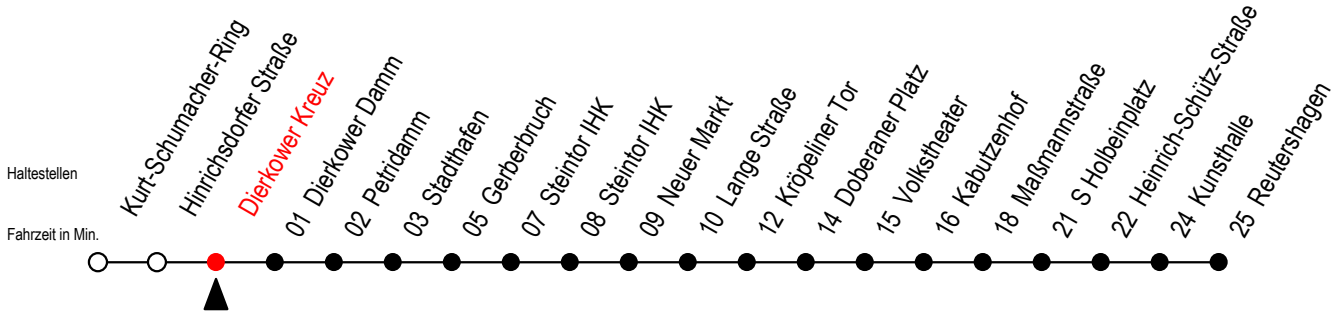 Haltestellen
Fahrzeit in Min.
Kurt-Schumacher-Ring
Hinrichsdorfer Straße
Dierkower Kreuz
01 Dierkower Damm
02 Petridamm
03 Stadthafen
05 Gerberbruch
07 Steintor IHK
08 Steintor IHK
09 Neuer Markt
10 Lange Straße
12 Kröpeliner Tor
14 Doberaner Platz
15 Volkstheater
16 Kabutzenhof
18 Maßmannstraße
21 S Holbeinplatz
22 Heinrich-Schütz-Straße
24 Kunsthalle
25 Reutershagen